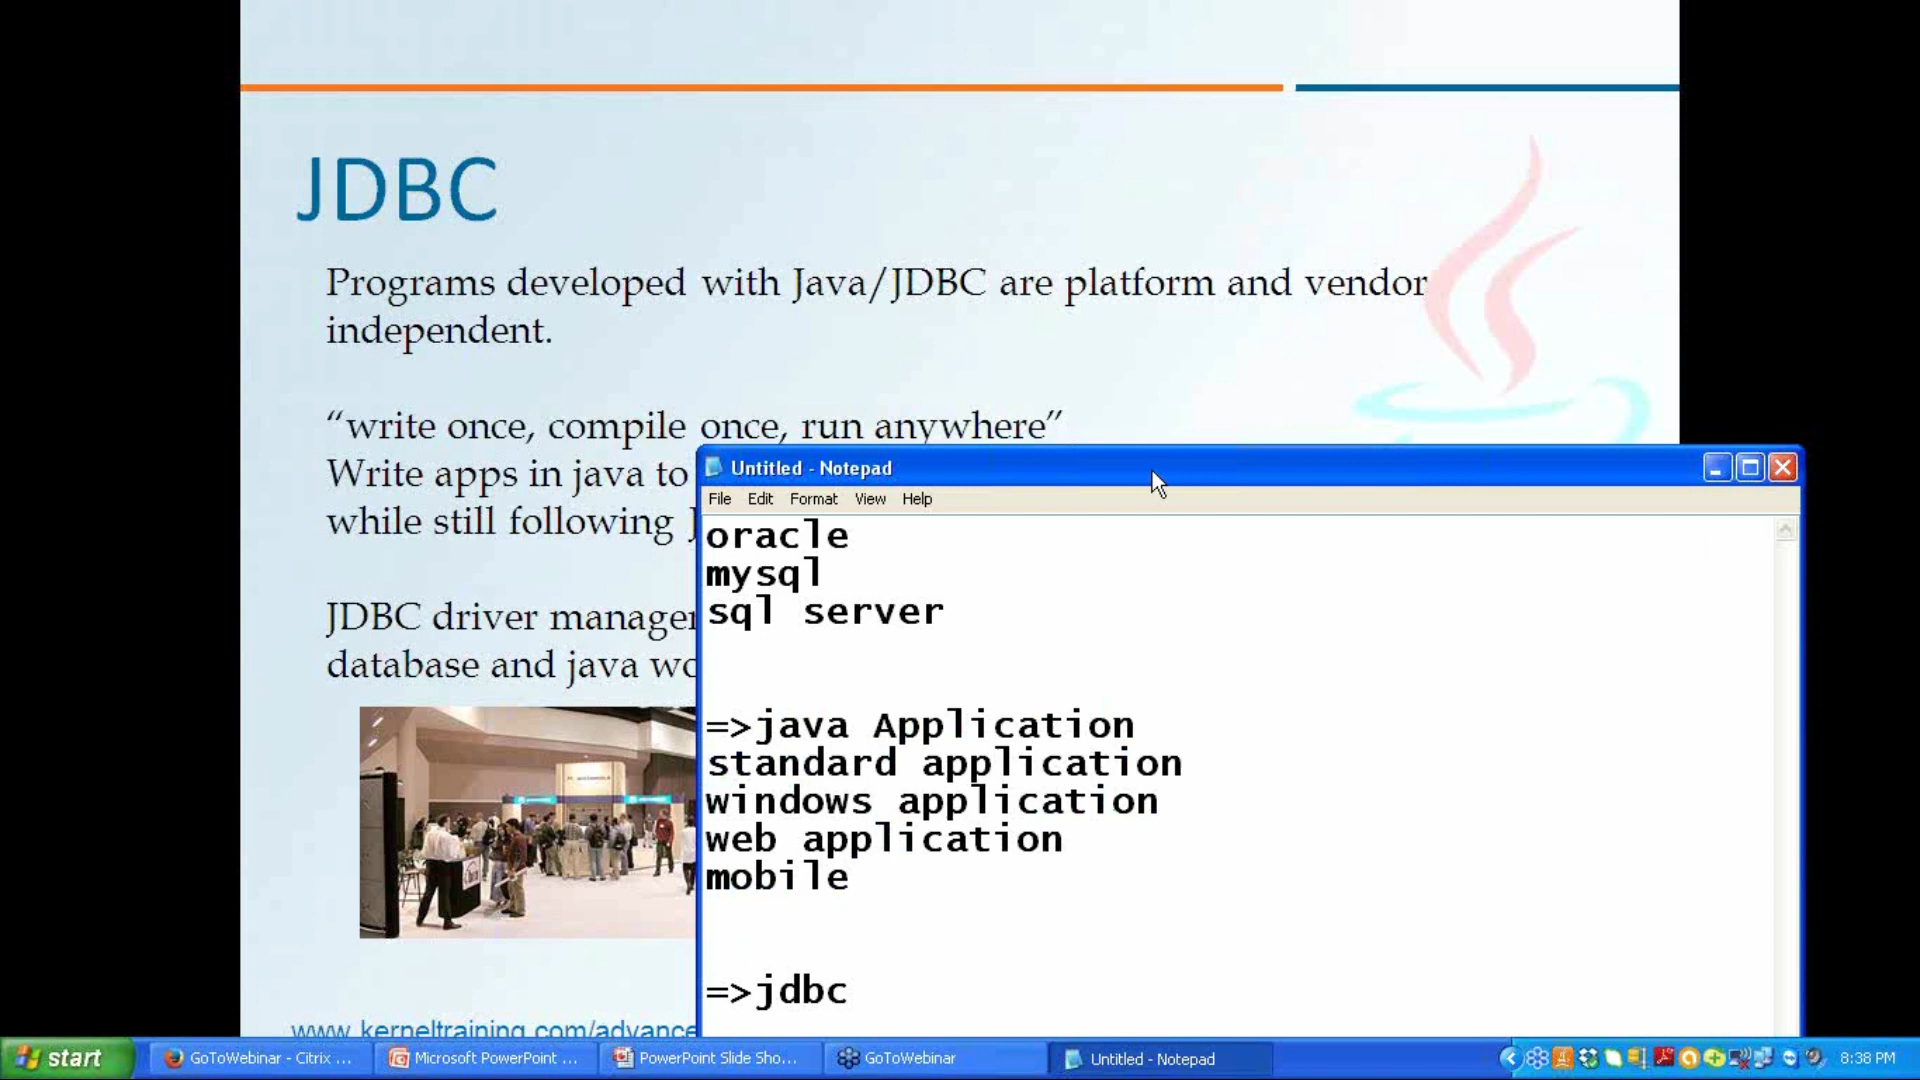 JDBC
Programs developed with Java/JDBC are platform and vendor
independent.
“write once, compile once, run anywhere”
Write apps in java to
while still following
JDBC driver manager
database and java
www.kerneltraining.com/advance
Untitled - Notepad
File Edit Format View Help
oracle
mysql
sql server
=>java Application
standard application
windows application
web application
mobile
=>jdbc
start
GoToWebinar - Citrix ...
Microsoft PowerPoint ...
PowerPoint Slide Sho...
GoToWebinar
Untitled - Notepad
8:38 PM